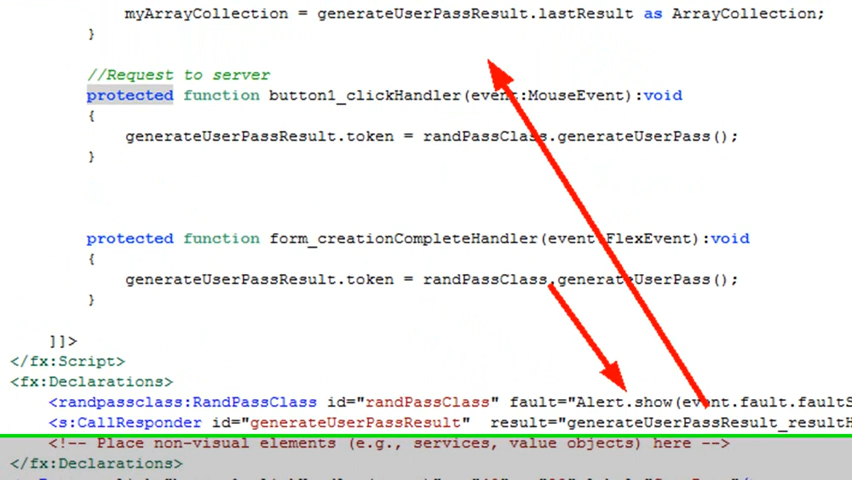 myArrayCollection = generateUserPassResult.lastResult as ArrayCollection;
}
//Request to server
protected function button1_clickHandler(event:MouseEvent):void
{
generateUserPassResult.token = randPassClass.generateUserPass();
}
protected function form_creationCompleteHandler(event:FlexEvent):void
{
generateUserPassResult.token = randPassClass.generateUserPass();
}
]]>
</fx:Script>
<fx:Declarations>
<randpassclass:RandPassClass id="randPassClass" fault="Alert.show(event.fault.faultS
<s:CallResponder id="generateUserPassResult" result="generateUserPassResult_resultH
<!-- Place non-visual elements (e.g., services, value objects) here -->
</fx:Declarations>